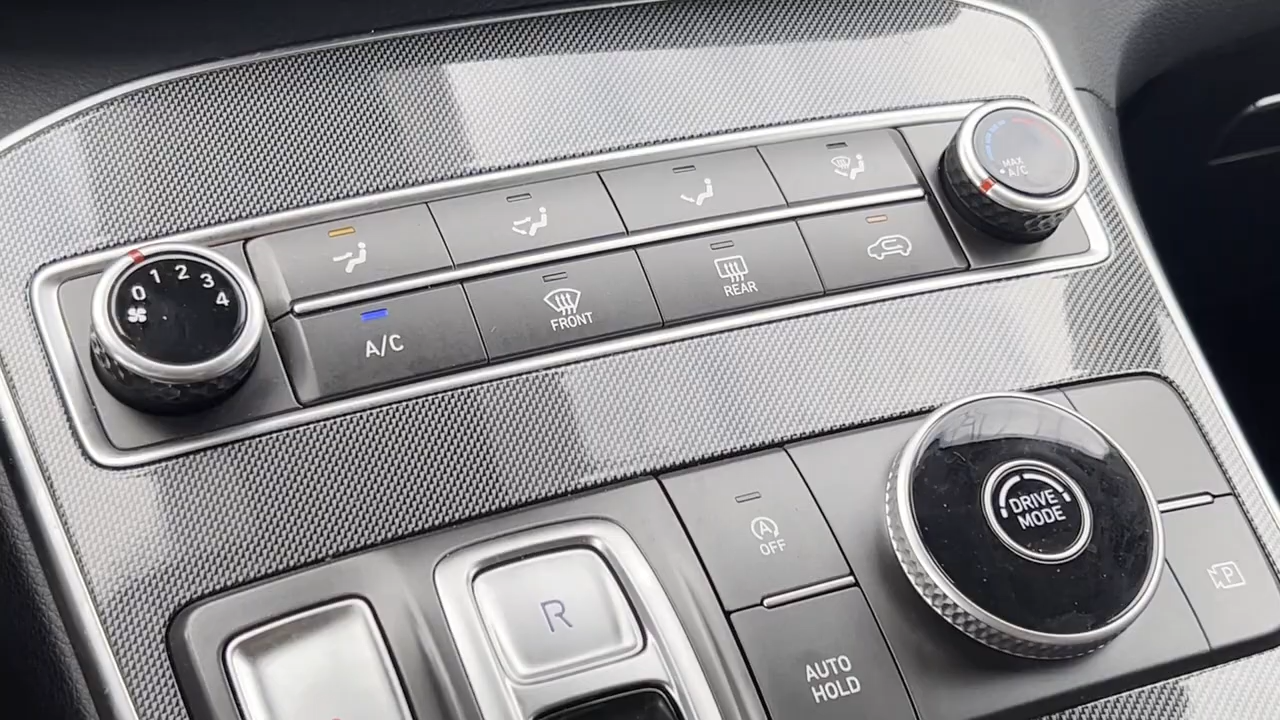 0 1 2 3 4
MAX
A/C
A/C
FRONT
REAR
A
OFF
DRIVE
MODE
P
R
AUTO
HOLD